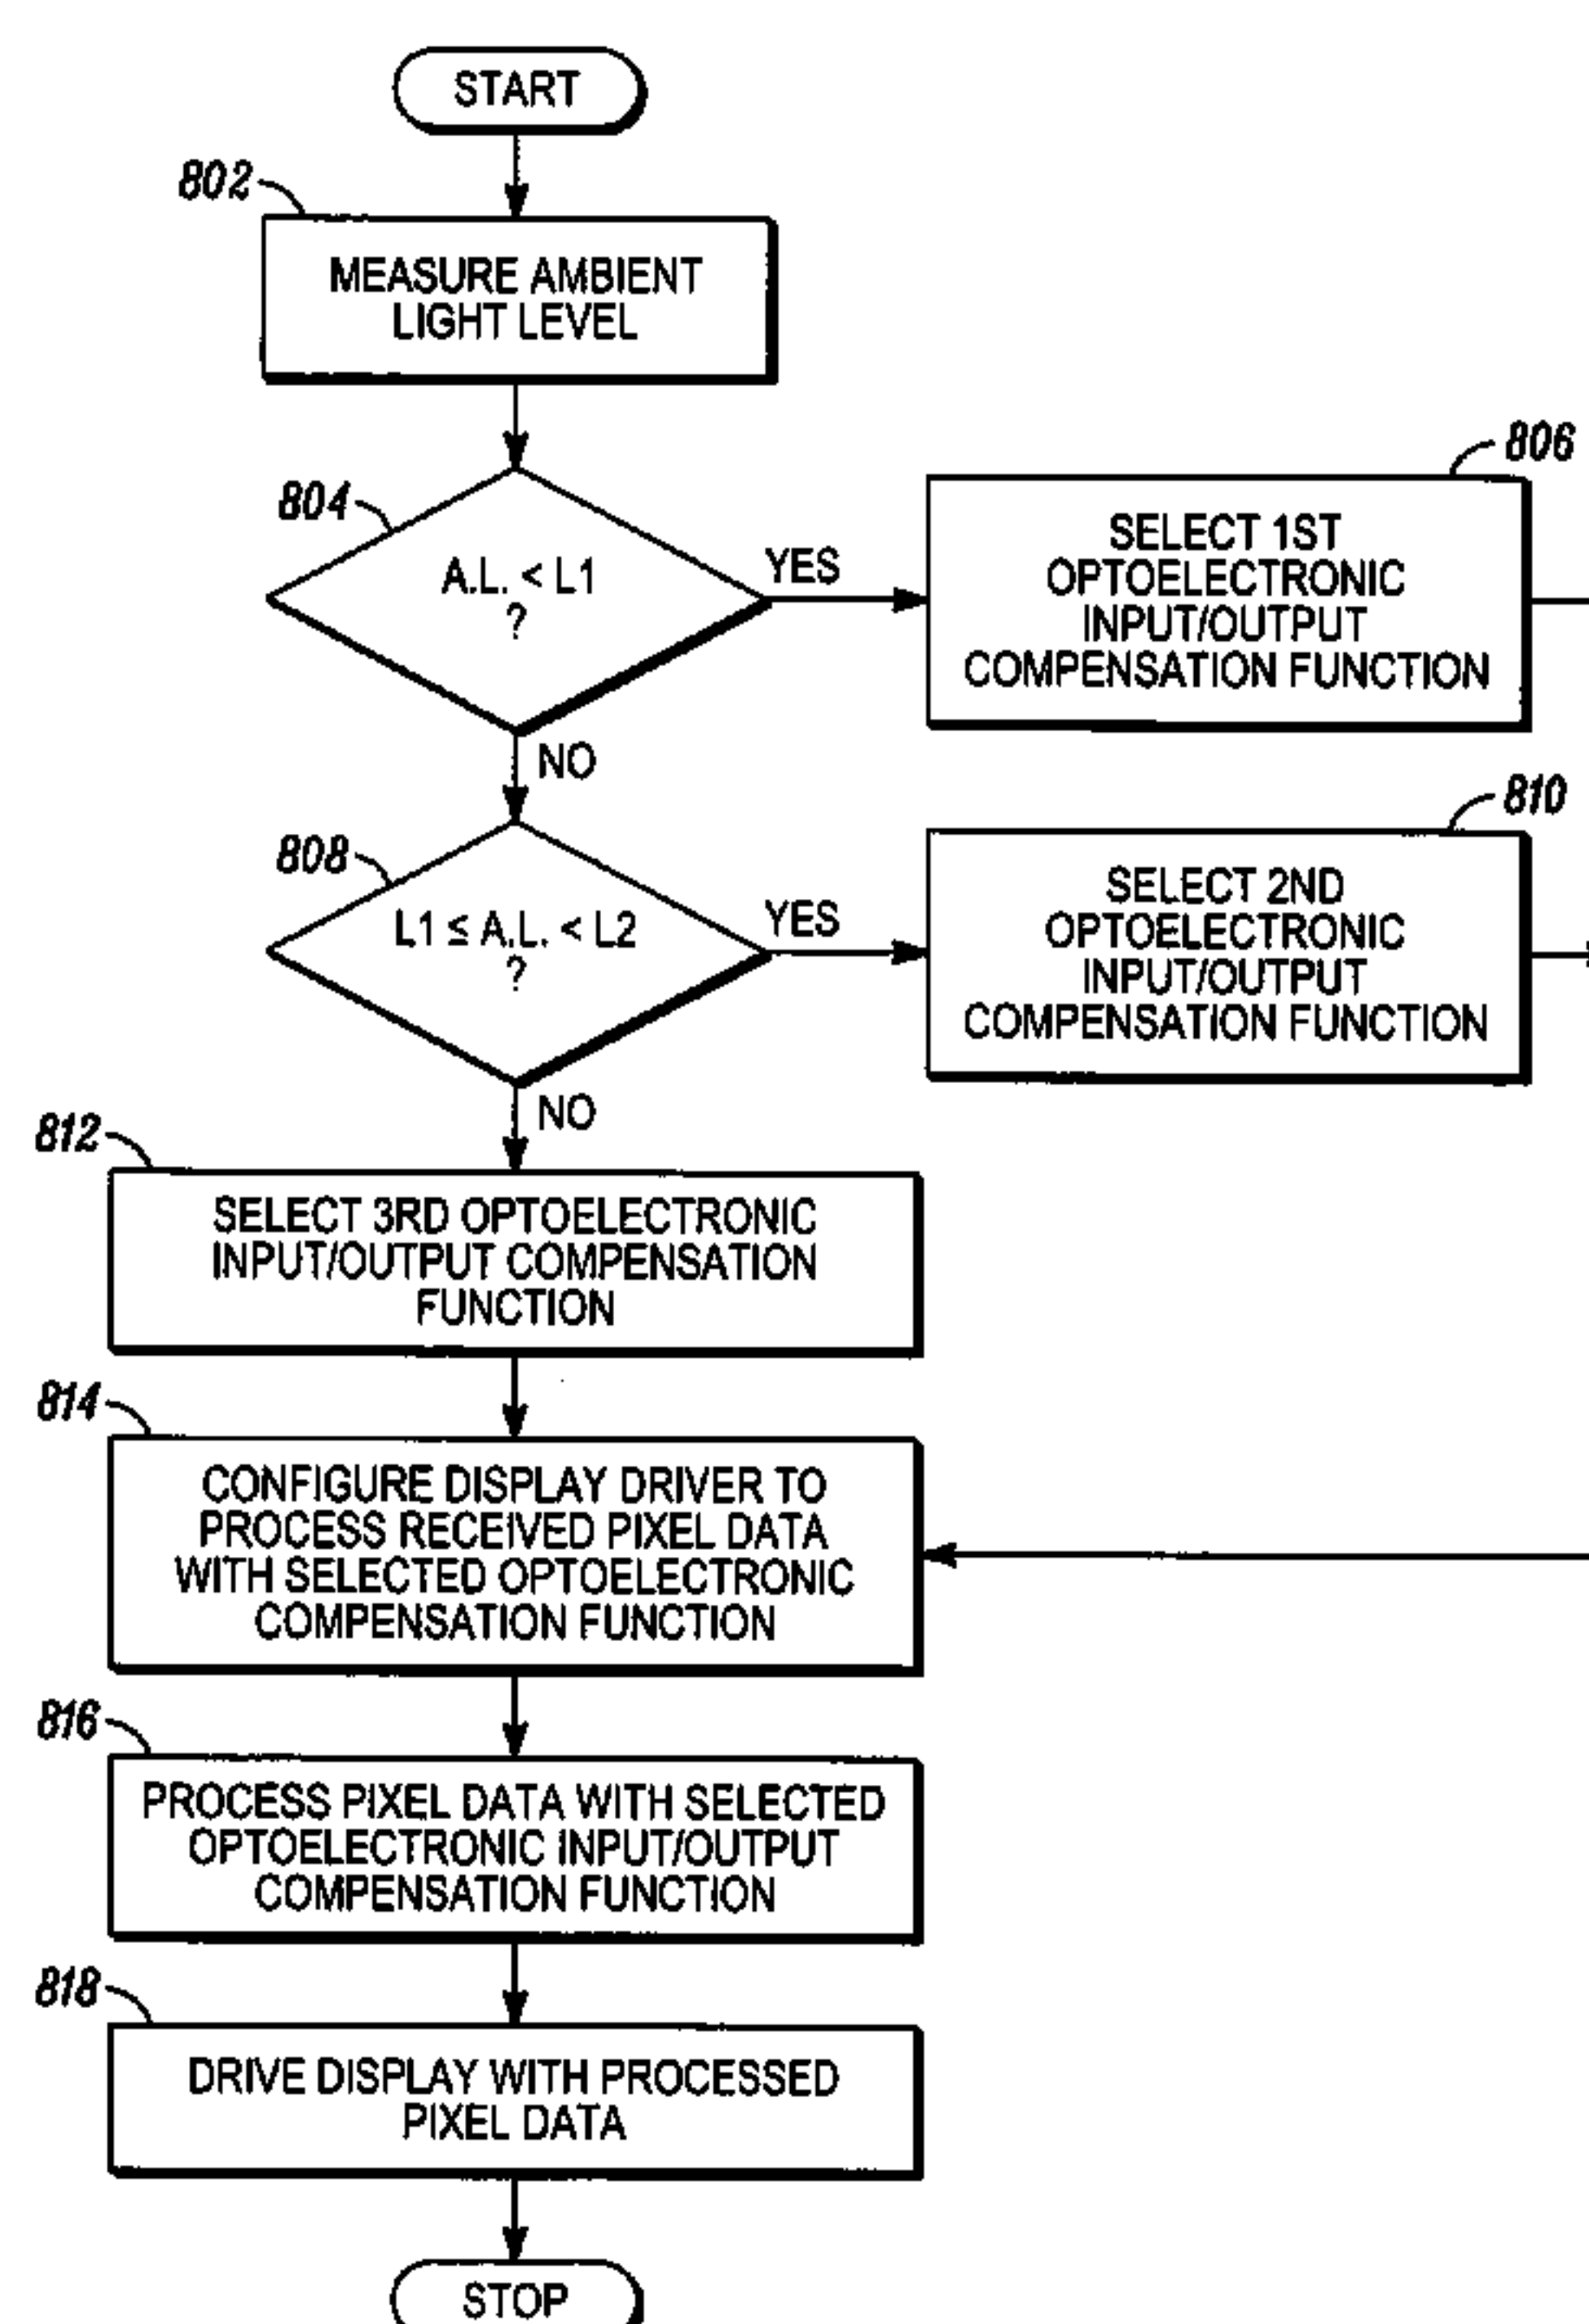 START
802
MEASURE AMBIENT
LIGHT LEVEL
804
A.L. < L1
?
YES
806
SELECT 1ST
OPTOELECTRONIC
INPUT/OUTPUT
COMPENSATION FUNCTION
NO
808
L1 ≤ A.L. < L2
?
YES
810
SELECT 2ND
OPTOELECTRONIC
INPUT/OUTPUT
COMPENSATION FUNCTION
NO
812
SELECT 3RD OPTOELECTRONIC
INPUT/OUTPUT COMPENSATION
FUNCTION
814
CONFIGURE DISPLAY DRIVER TO
PROCESS RECEIVED PIXEL DATA
WITH SELECTED OPTOELECTRONIC
COMPENSATION FUNCTION
816
PROCESS PIXEL DATA WITH SELECTED
OPTOELECTRONIC INPUT/OUTPUT
COMPENSATION FUNCTION
818
DRIVE DISPLAY WITH PROCESSED
PIXEL DATA
STOP